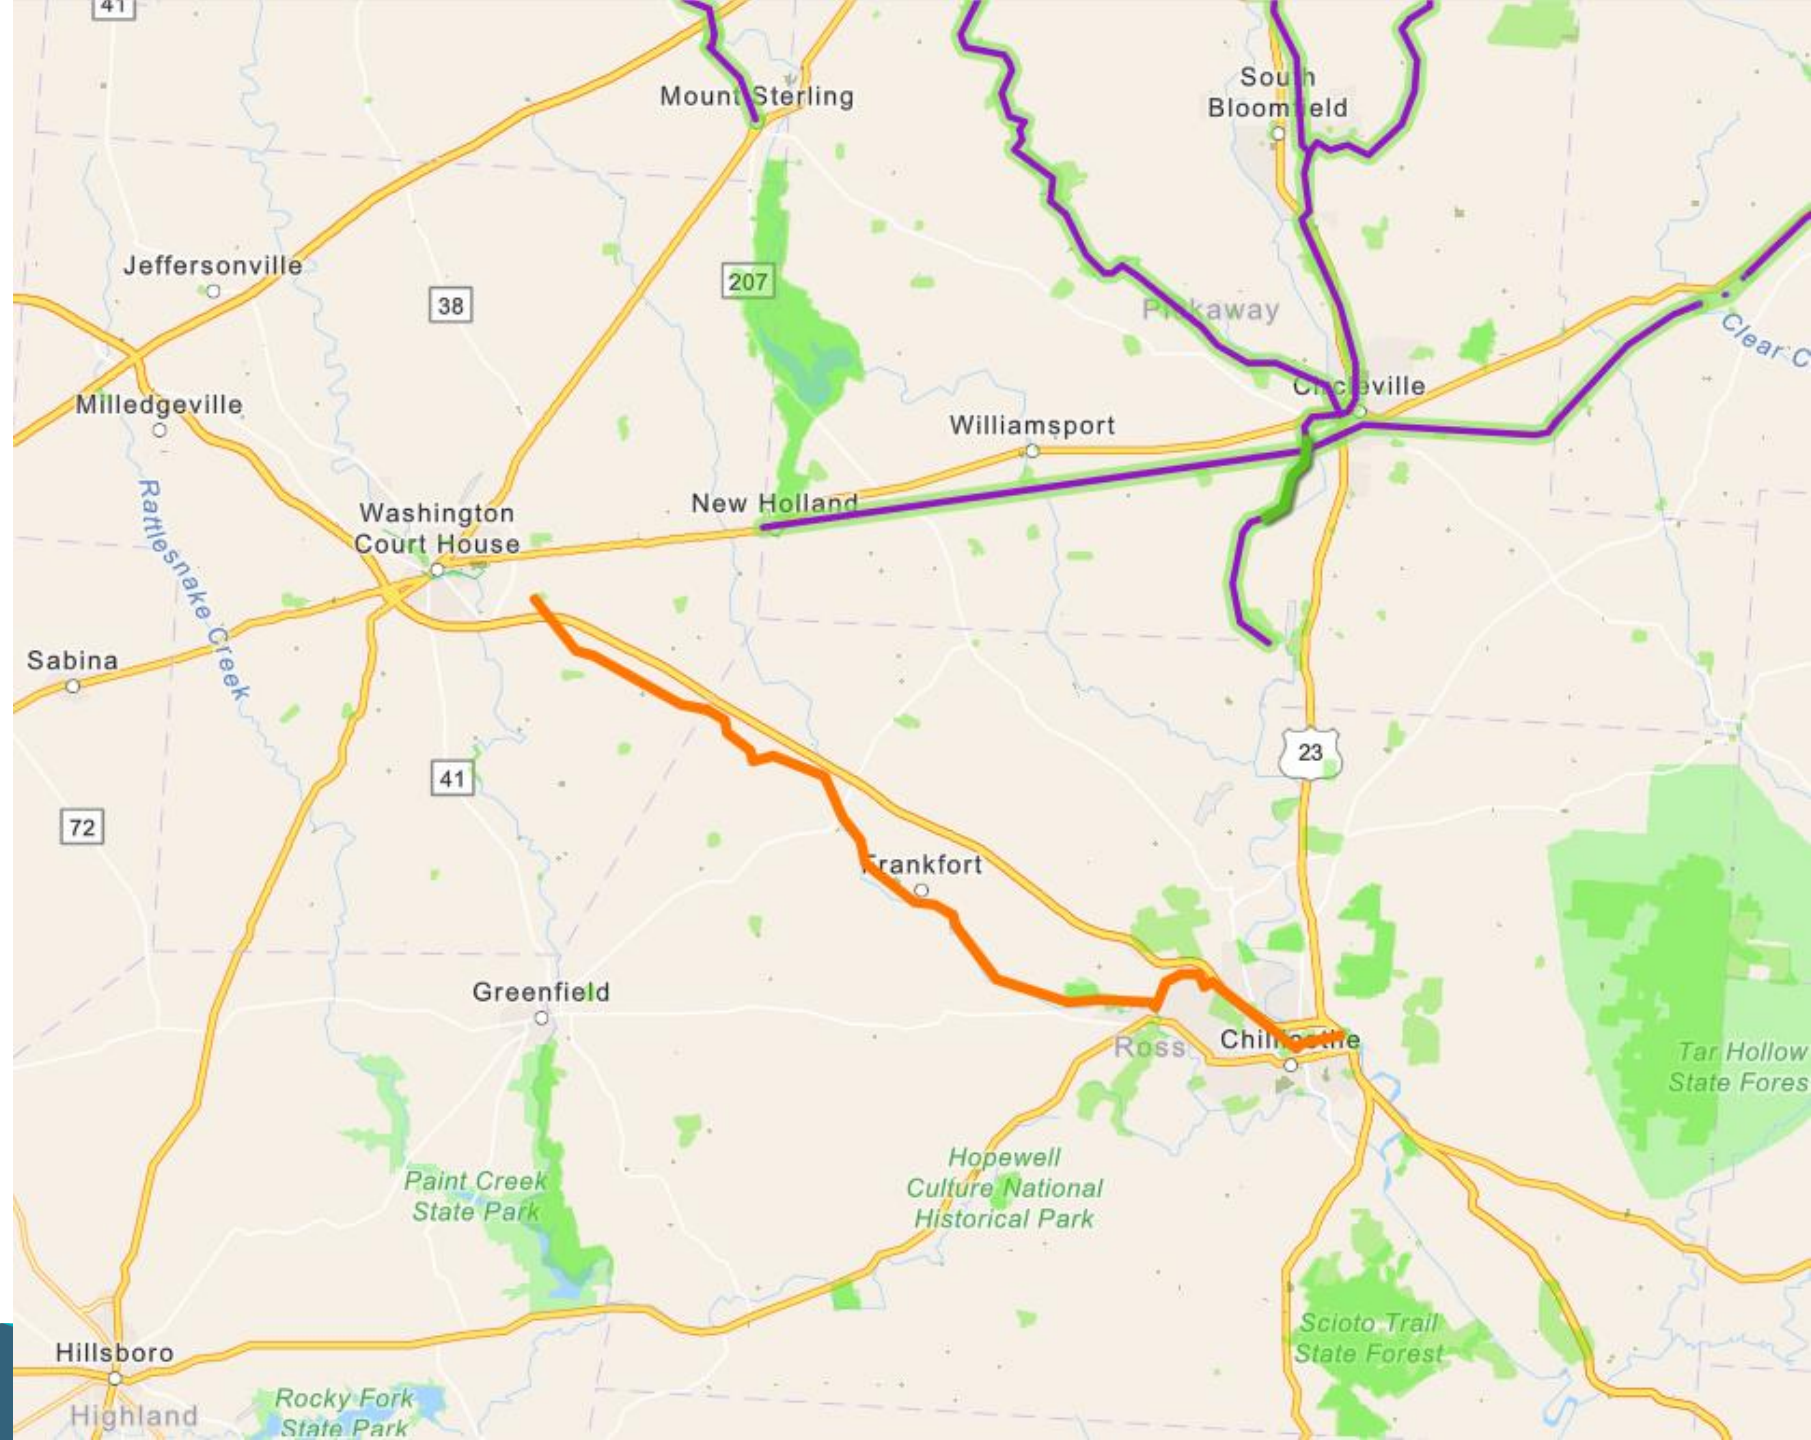 41
Mount Sterling
South
Bloomfield
Jeffersonville
38
207
Pickaway
Clear C
Milledgeville
Circleville
Williamsport
Rattlesnake Creek
New Holland
Washington
Court House
Sabina
23
41
72
Frankfort
Greenfield
Ross
Chillicothe
Tar Hollow
State Fores
Paint Creek
State Park
Hopewell
Culture National
Historical Park
Scioto Trail
State Forest
Hillsboro
Rocky Fork
State Park
Highland